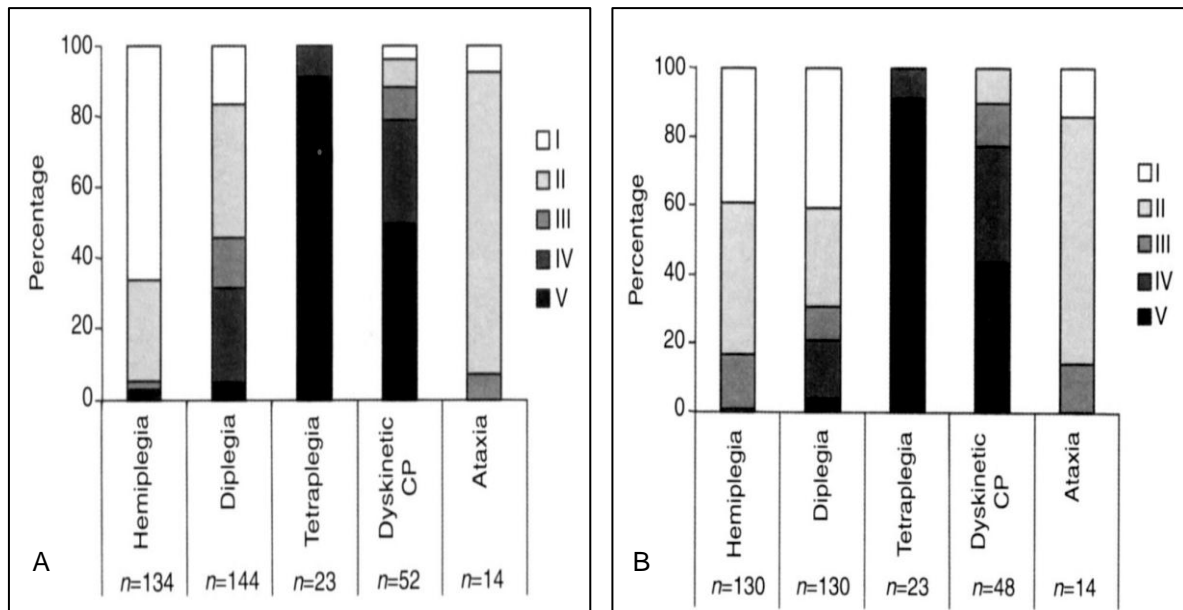 100
80
60
40
20
0
Percentage
I
II
III
IV
V
Hemiplegia
Diplegia
Tetraplegia
Dyskinetic
CP
Ataxia
A
n=134
n=144
n=23
n=52
n=14
100
80
60
40
20
0
Percentage
I
II
III
IV
V
Hemiplegia
Diplegia
Tetraplegia
Dyskinetic
CP
Ataxia
B
n=130
n=130
n=23
n=48
n=14